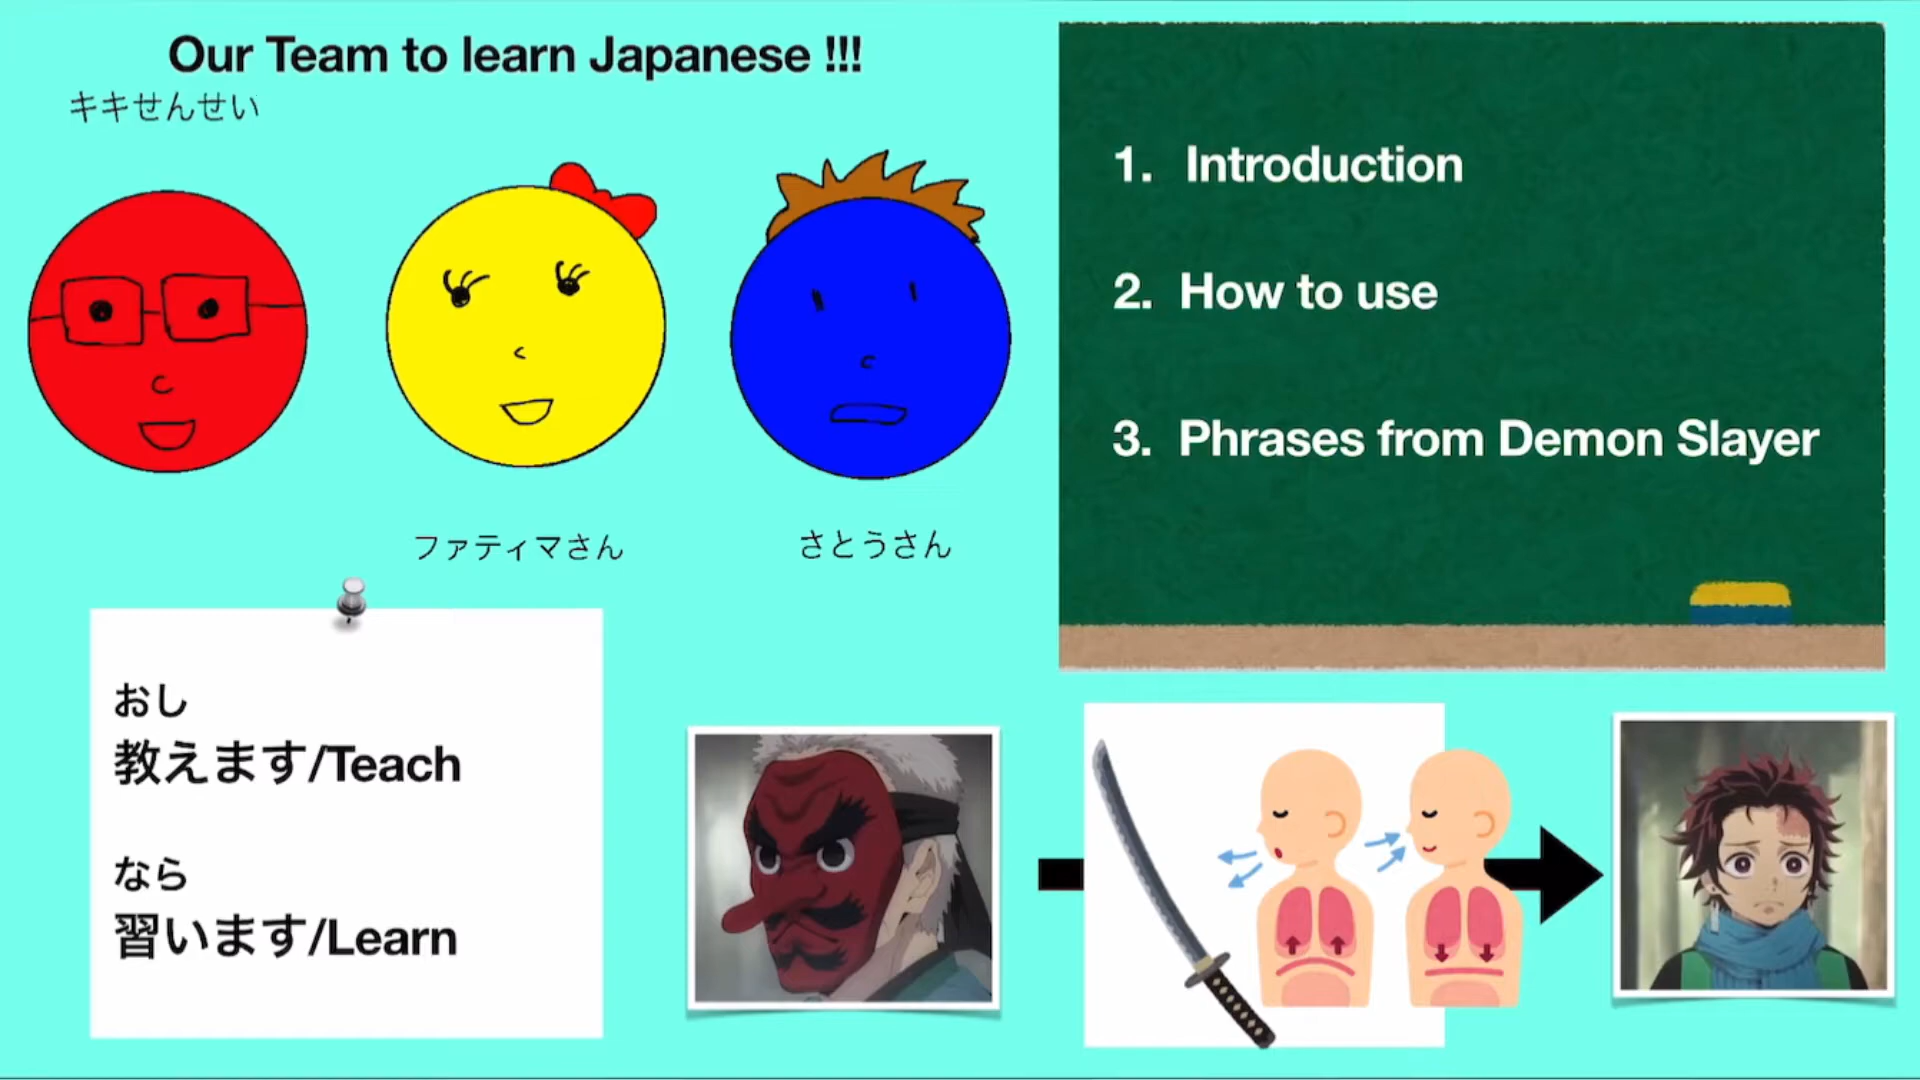 Our Team to learn Japanese !!!
キキせんせい
ファティマさん
さとうさん
1. Introduction
2. How to use
3. Phrases from Demon Slayer
おし
教えます/Teach
なら
習います/Learn